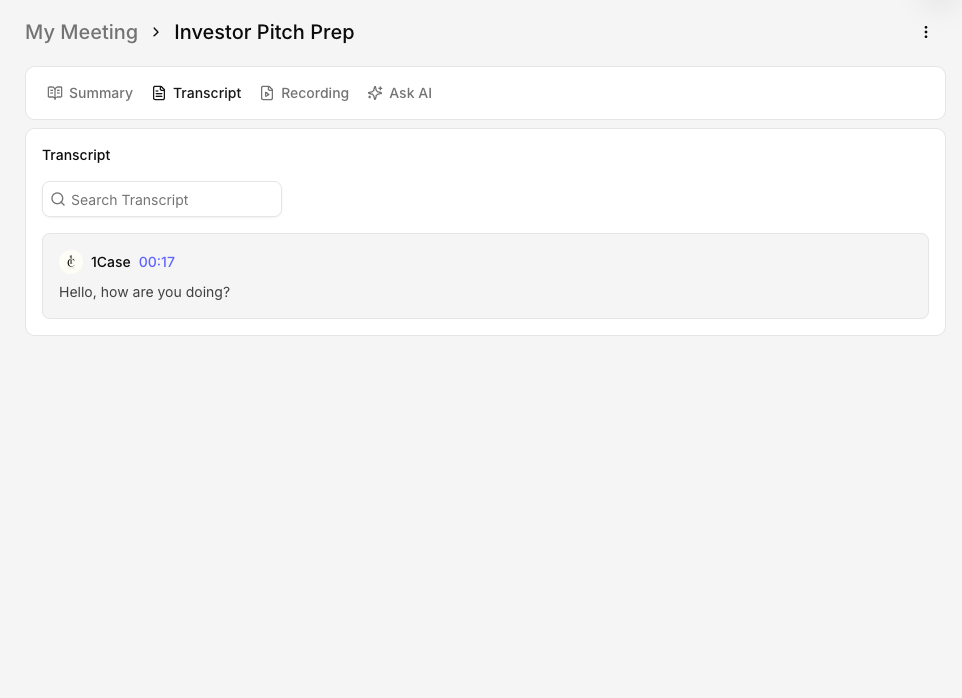 My Meeting > Investor Pitch Prep
Summary Transcript Recording Ask AI
Transcript
Search Transcript
1Case 00:17
Hello, how are you doing?